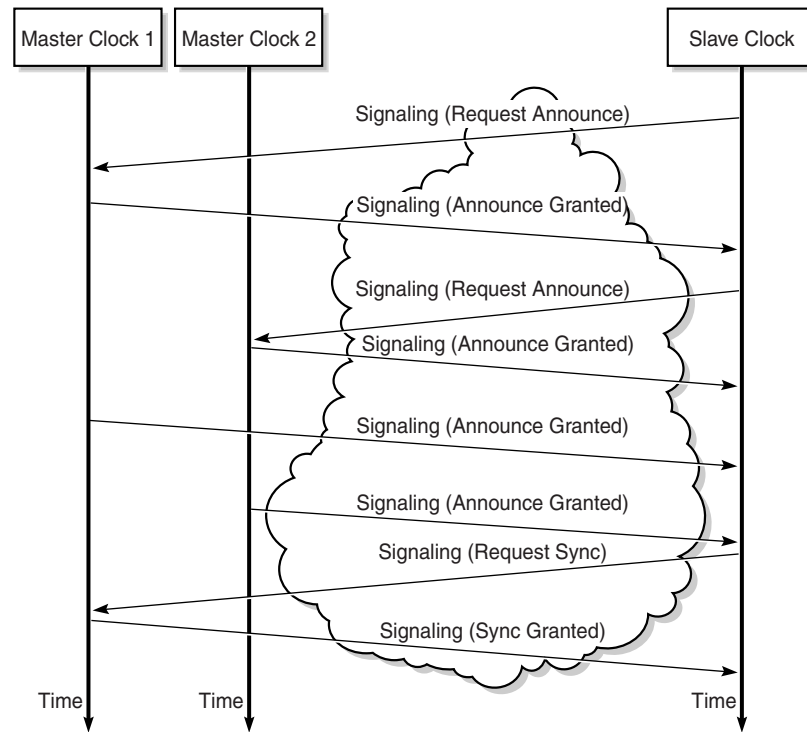 Master Clock 1
Master Clock 2
Slave Clock
Signaling (Request Announce)
Signaling (Announce Granted)
Signaling (Request Announce)
Signaling (Announce Granted)
Signaling (Announce Granted)
Signaling (Announce Granted)
Signaling (Request Sync)
Signaling (Sync Granted)
Time
Time
Time